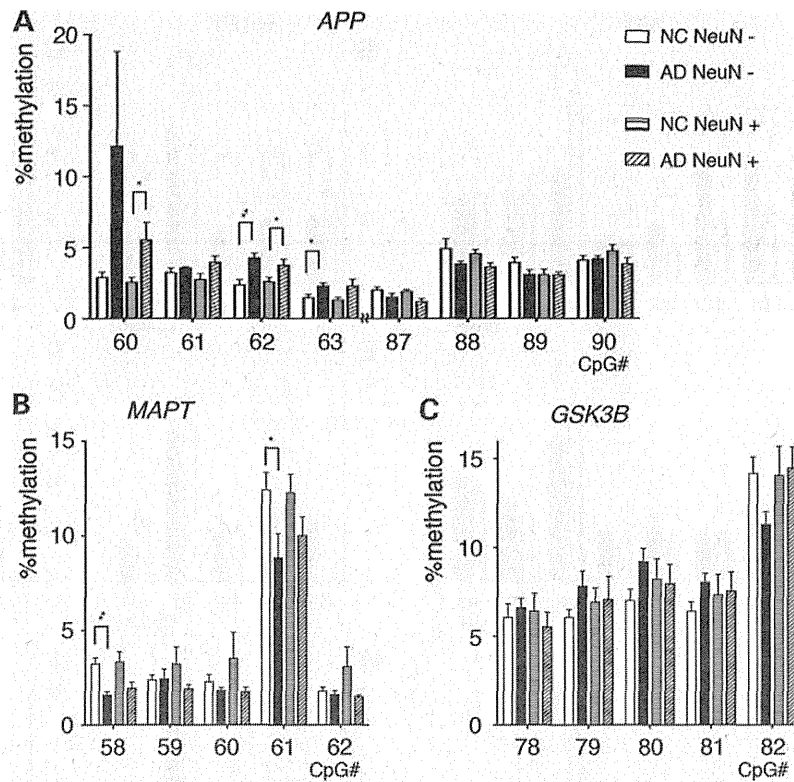 A
APP
%methylation
20
15
10
5
0
NC NeuN -
AD NeuN -
NC NeuN +
AD NeuN +
* ** * *
60 61 62 63 87 88 89 90
CpG#
B
MAPT
%methylation
15
10
5
0
** *
58 59 60 61 62
CpG#
C
GSK3B
%methylation
15
10
5
0
78 79 80 81 82
CpG#